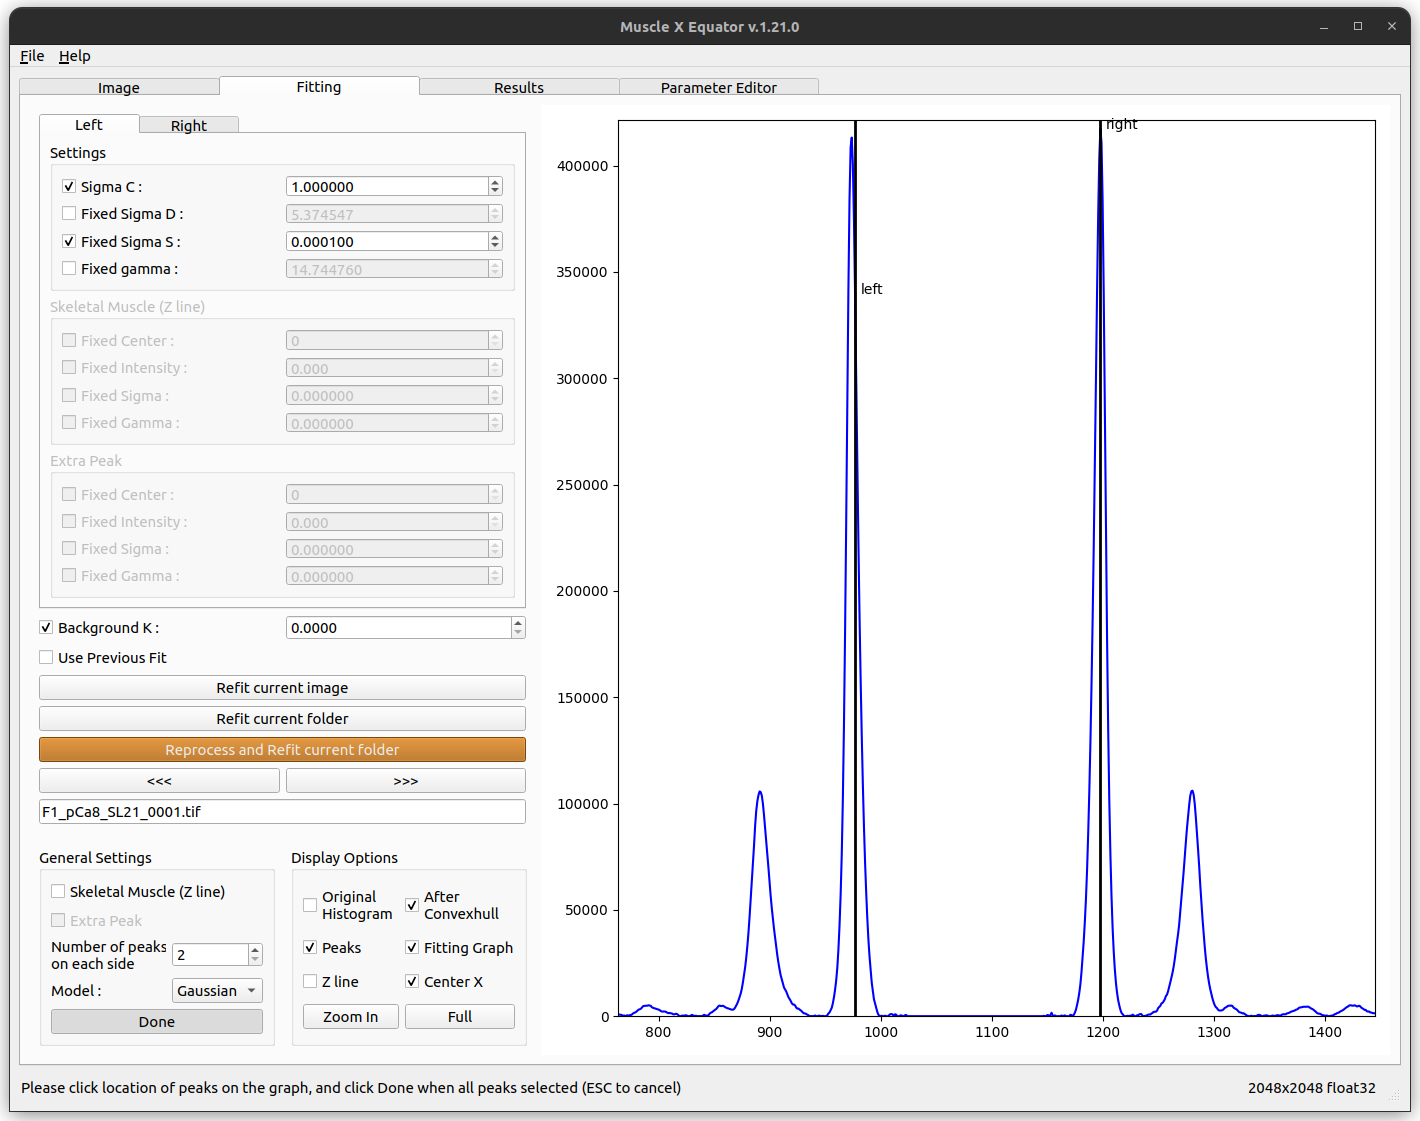 Muscle X Equator v.1.21.0
File Help
Image Fitting Results Parameter Editor
Left Right
Settings
Sigma C : 1.000000
Fixed Sigma D : 5.374547
Fixed Sigma S : 0.000100
Fixed gamma : 14.744760
Skeletal Muscle (Z line)
Fixed Center : 0
Fixed Intensity : 0.000
Fixed Sigma : 0.000000
Fixed Gamma : 0.000000
Extra Peak
Fixed Center : 0
Fixed Intensity : 0.000
Fixed Sigma : 0.000000
Fixed Gamma : 0.000000
Background K : 0.0000
Use Previous Fit
Refit current image
Refit current folder
Reprocess and Refit current folder
<<< >>>
F1_pCa8_SL21_0001.tif
General Settings
Skeletal Muscle (Z line)
Extra Peak
Number of peaks
on each side 2
Model : Gaussian
Done
Display Options
Original
Histogram
After
Convexhull
Peaks Fitting Graph
Z line Center X
Zoom In Full
right
left
400000
350000
300000
250000
200000
150000
100000
50000
0
800 900 1000 1100 1200 1300 1400
Please click location of peaks on the graph, and click Done when all peaks selected (ESC to cancel)
2048x2048 float32